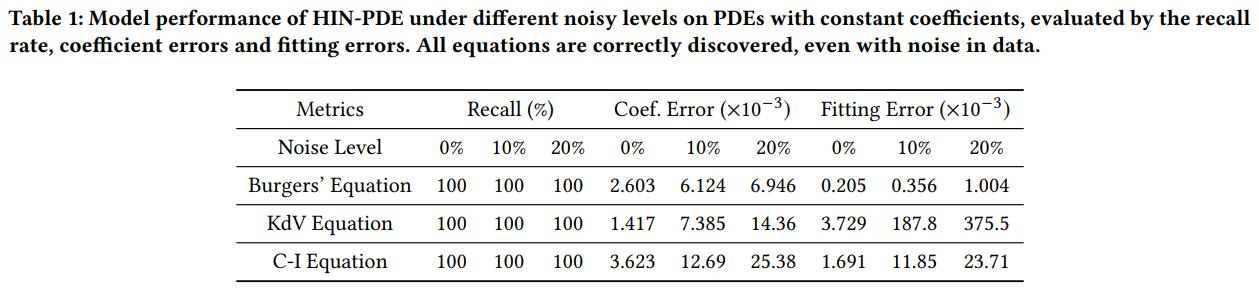 Table 1: Model performance of HIN-PDE under different noisy levels on PDEs with constant coefficients, evaluated by the recall
rate, coefficient errors and fitting errors. All equations are correctly discovered, even with noise in data.
Metrics Recall (%) Coef. Error (×10⁻³) Fitting Error (×10⁻³)
Noise Level 0% 10% 20% 0% 10% 20% 0% 10% 20%
Burgers' Equation 100 100 100 2.603 6.124 6.946 0.205 0.356 1.004
KdV Equation 100 100 100 1.417 7.385 14.36 3.729 187.8 375.5
C-I Equation 100 100 100 3.623 12.69 25.38 1.691 11.85 23.71